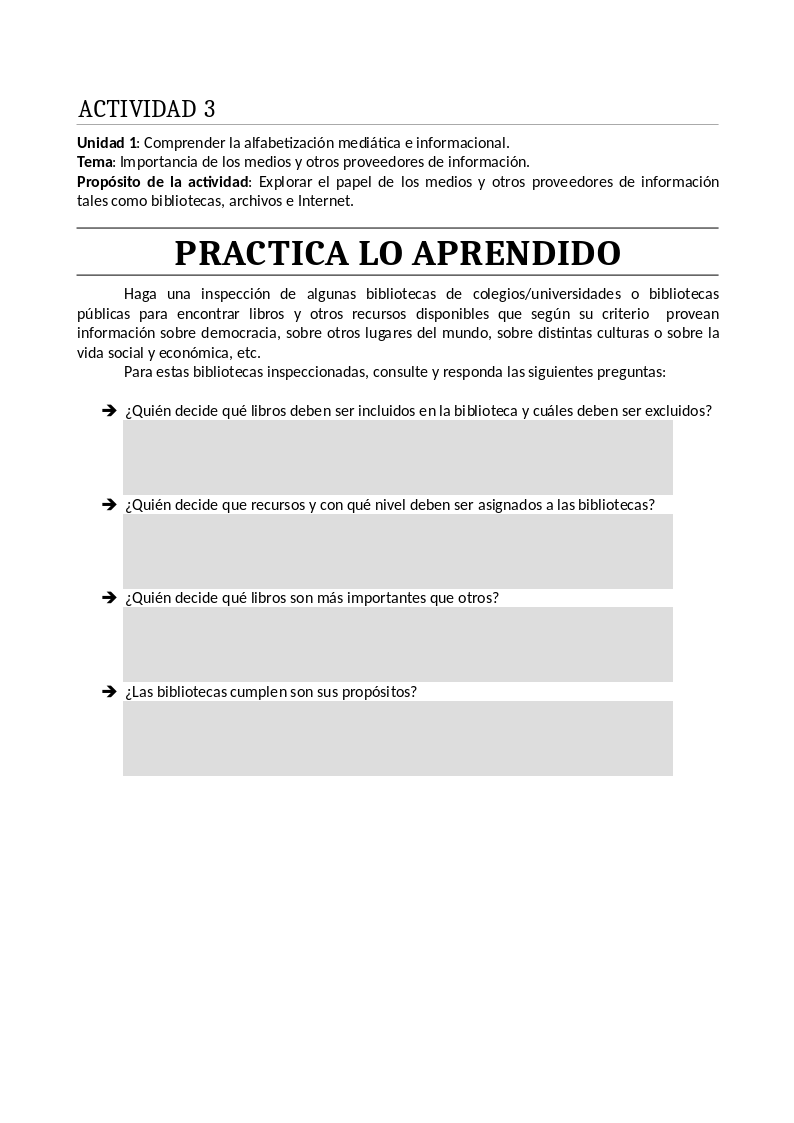 ACTIVIDAD 3
Unidad 1: Comprender la alfabetización mediática e informacional.
Tema: Importancia de los medios y otros proveedores de información.
Propósito de la actividad: Explorar el papel de los medios y otros proveedores de información
tales como bibliotecas, archivos e Internet.
PRACTICA LO APRENDIDO
Haga una inspección de algunas bibliotecas de colegios/universidades o bibliotecas
públicas para encontrar libros y otros recursos disponibles que según su criterio provean
información sobre democracia, sobre otros lugares del mundo, sobre distintas culturas o sobre la
vida social y económica, etc.
Para estas bibliotecas inspeccionadas, consulte y responda las siguientes preguntas:
➔ ¿Quién decide qué libros deben ser incluidos en la biblioteca y cuáles deben ser excluidos?
➔ ¿Quién decide que recursos y con qué nivel deben ser asignados a las bibliotecas?
➔ ¿Quién decide qué libros son más importantes que otros?
➔ ¿Las bibliotecas cumplen son sus propósitos?